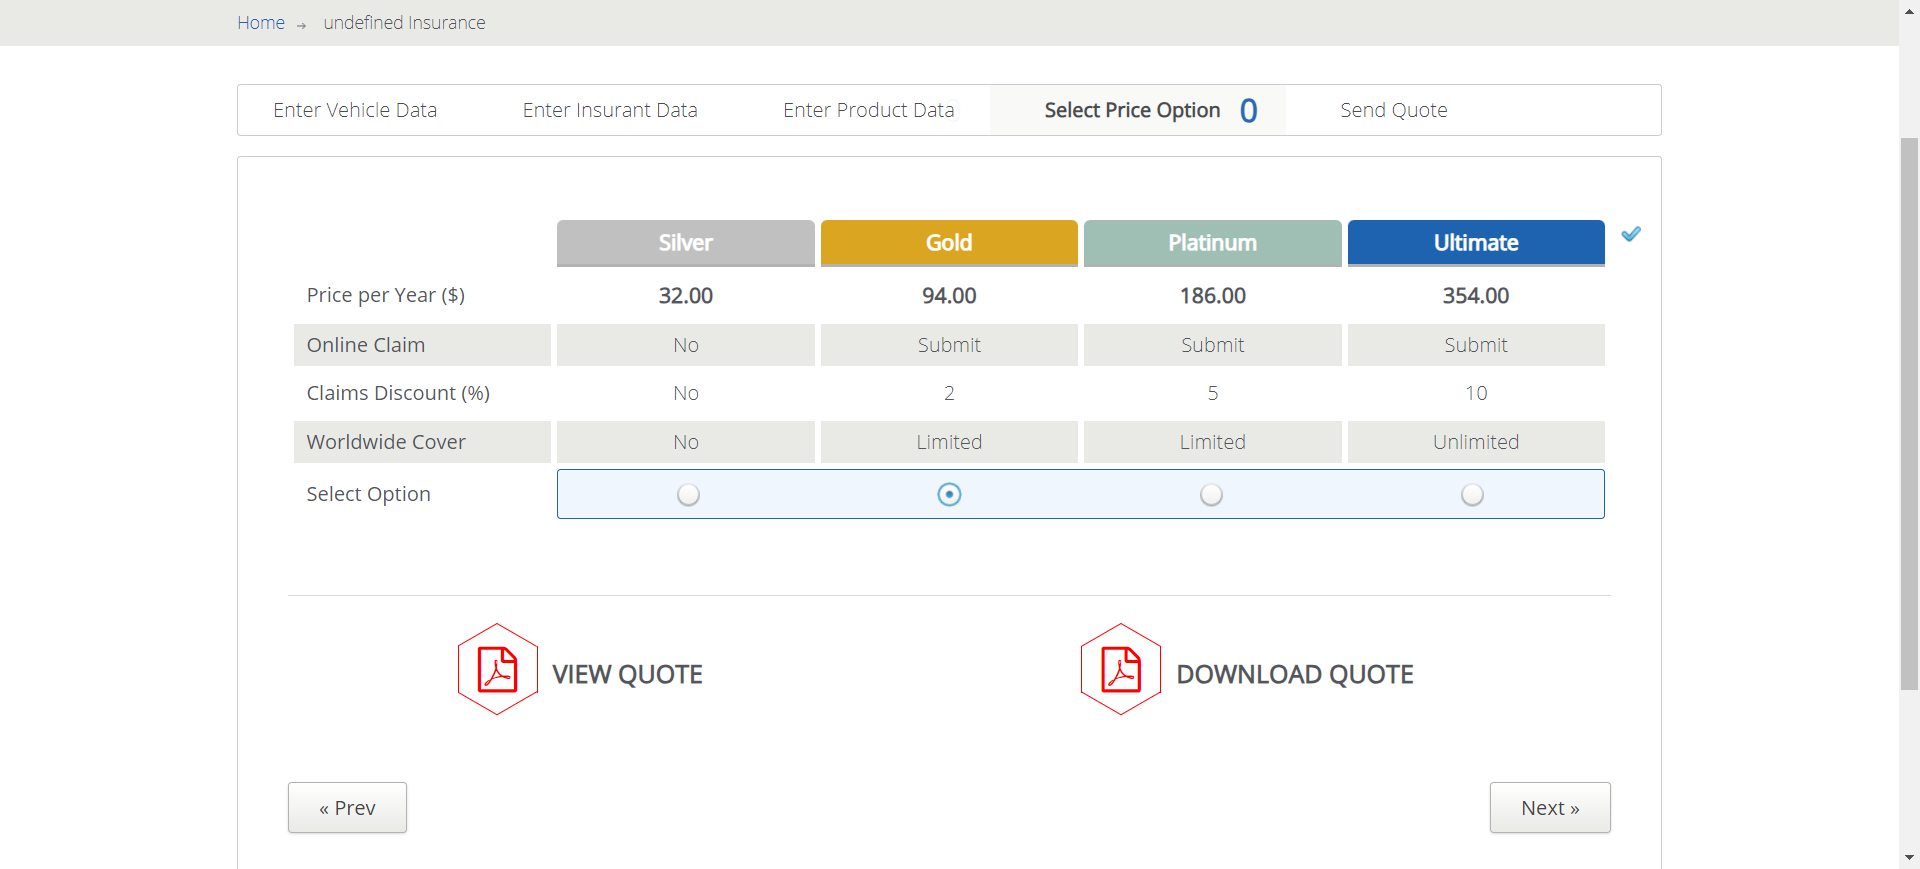 Home → undefined Insurance
Enter Vehicle Data Enter Insurant Data Enter Product Data Select Price Option 0 Send Quote
Silver Gold Platinum Ultimate
Price per Year ($) 32.00 94.00 186.00 354.00
Online Claim No Submit Submit Submit
Claims Discount (%) No 2 5 10
Worldwide Cover No Limited Limited Unlimited
Select Option
VIEW QUOTE DOWNLOAD QUOTE
« Prev Next »